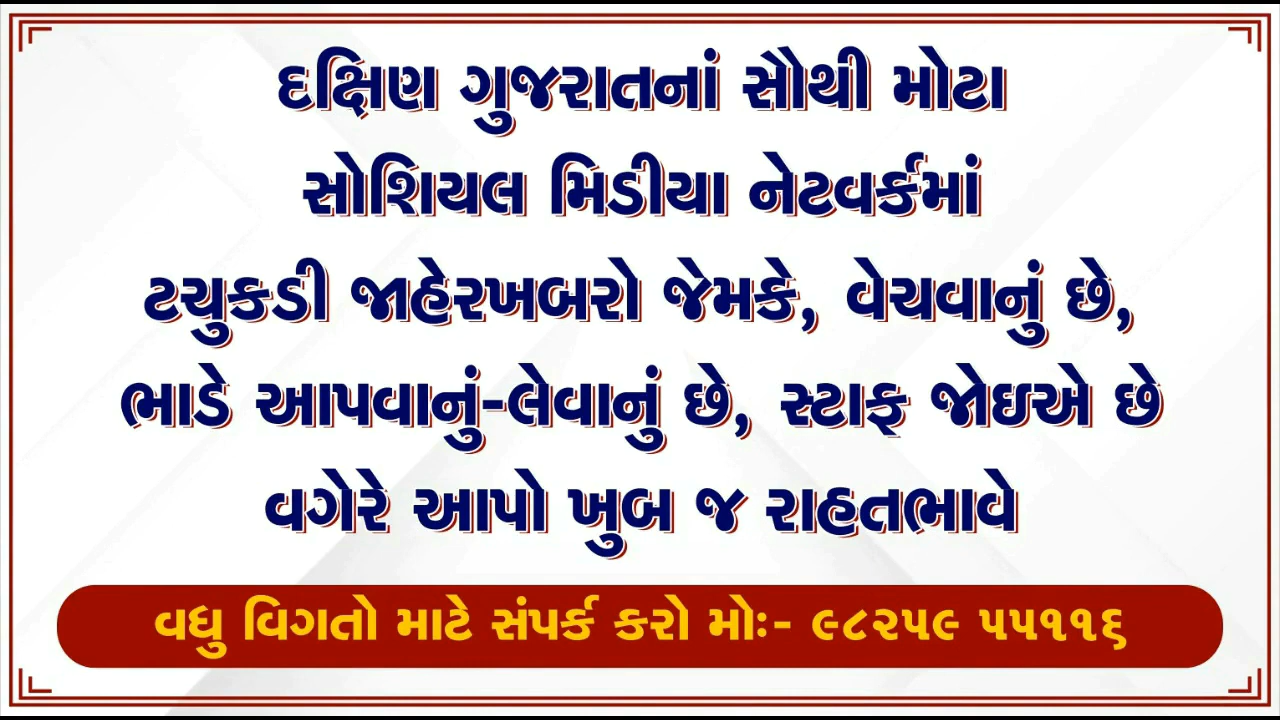 દક્ષિણ ગુજરાતનાં સૌથી મોટા
સોશિયલ મિડીયા નેટવર્કમાં
ટચુકડી જાહેરખબરો જેમકે, વેચવાનું છે,
ભાડે આપવાનું-લેવાનું છે, સ્ટાફ જોઇએ છે
વગેરે આપો ખુબ જ રાહતભાવે
વધુ વિગતો માટે સંપર્ક કરો મોઃ- ૯૮૨૫૯ ૫૫૧૧૬